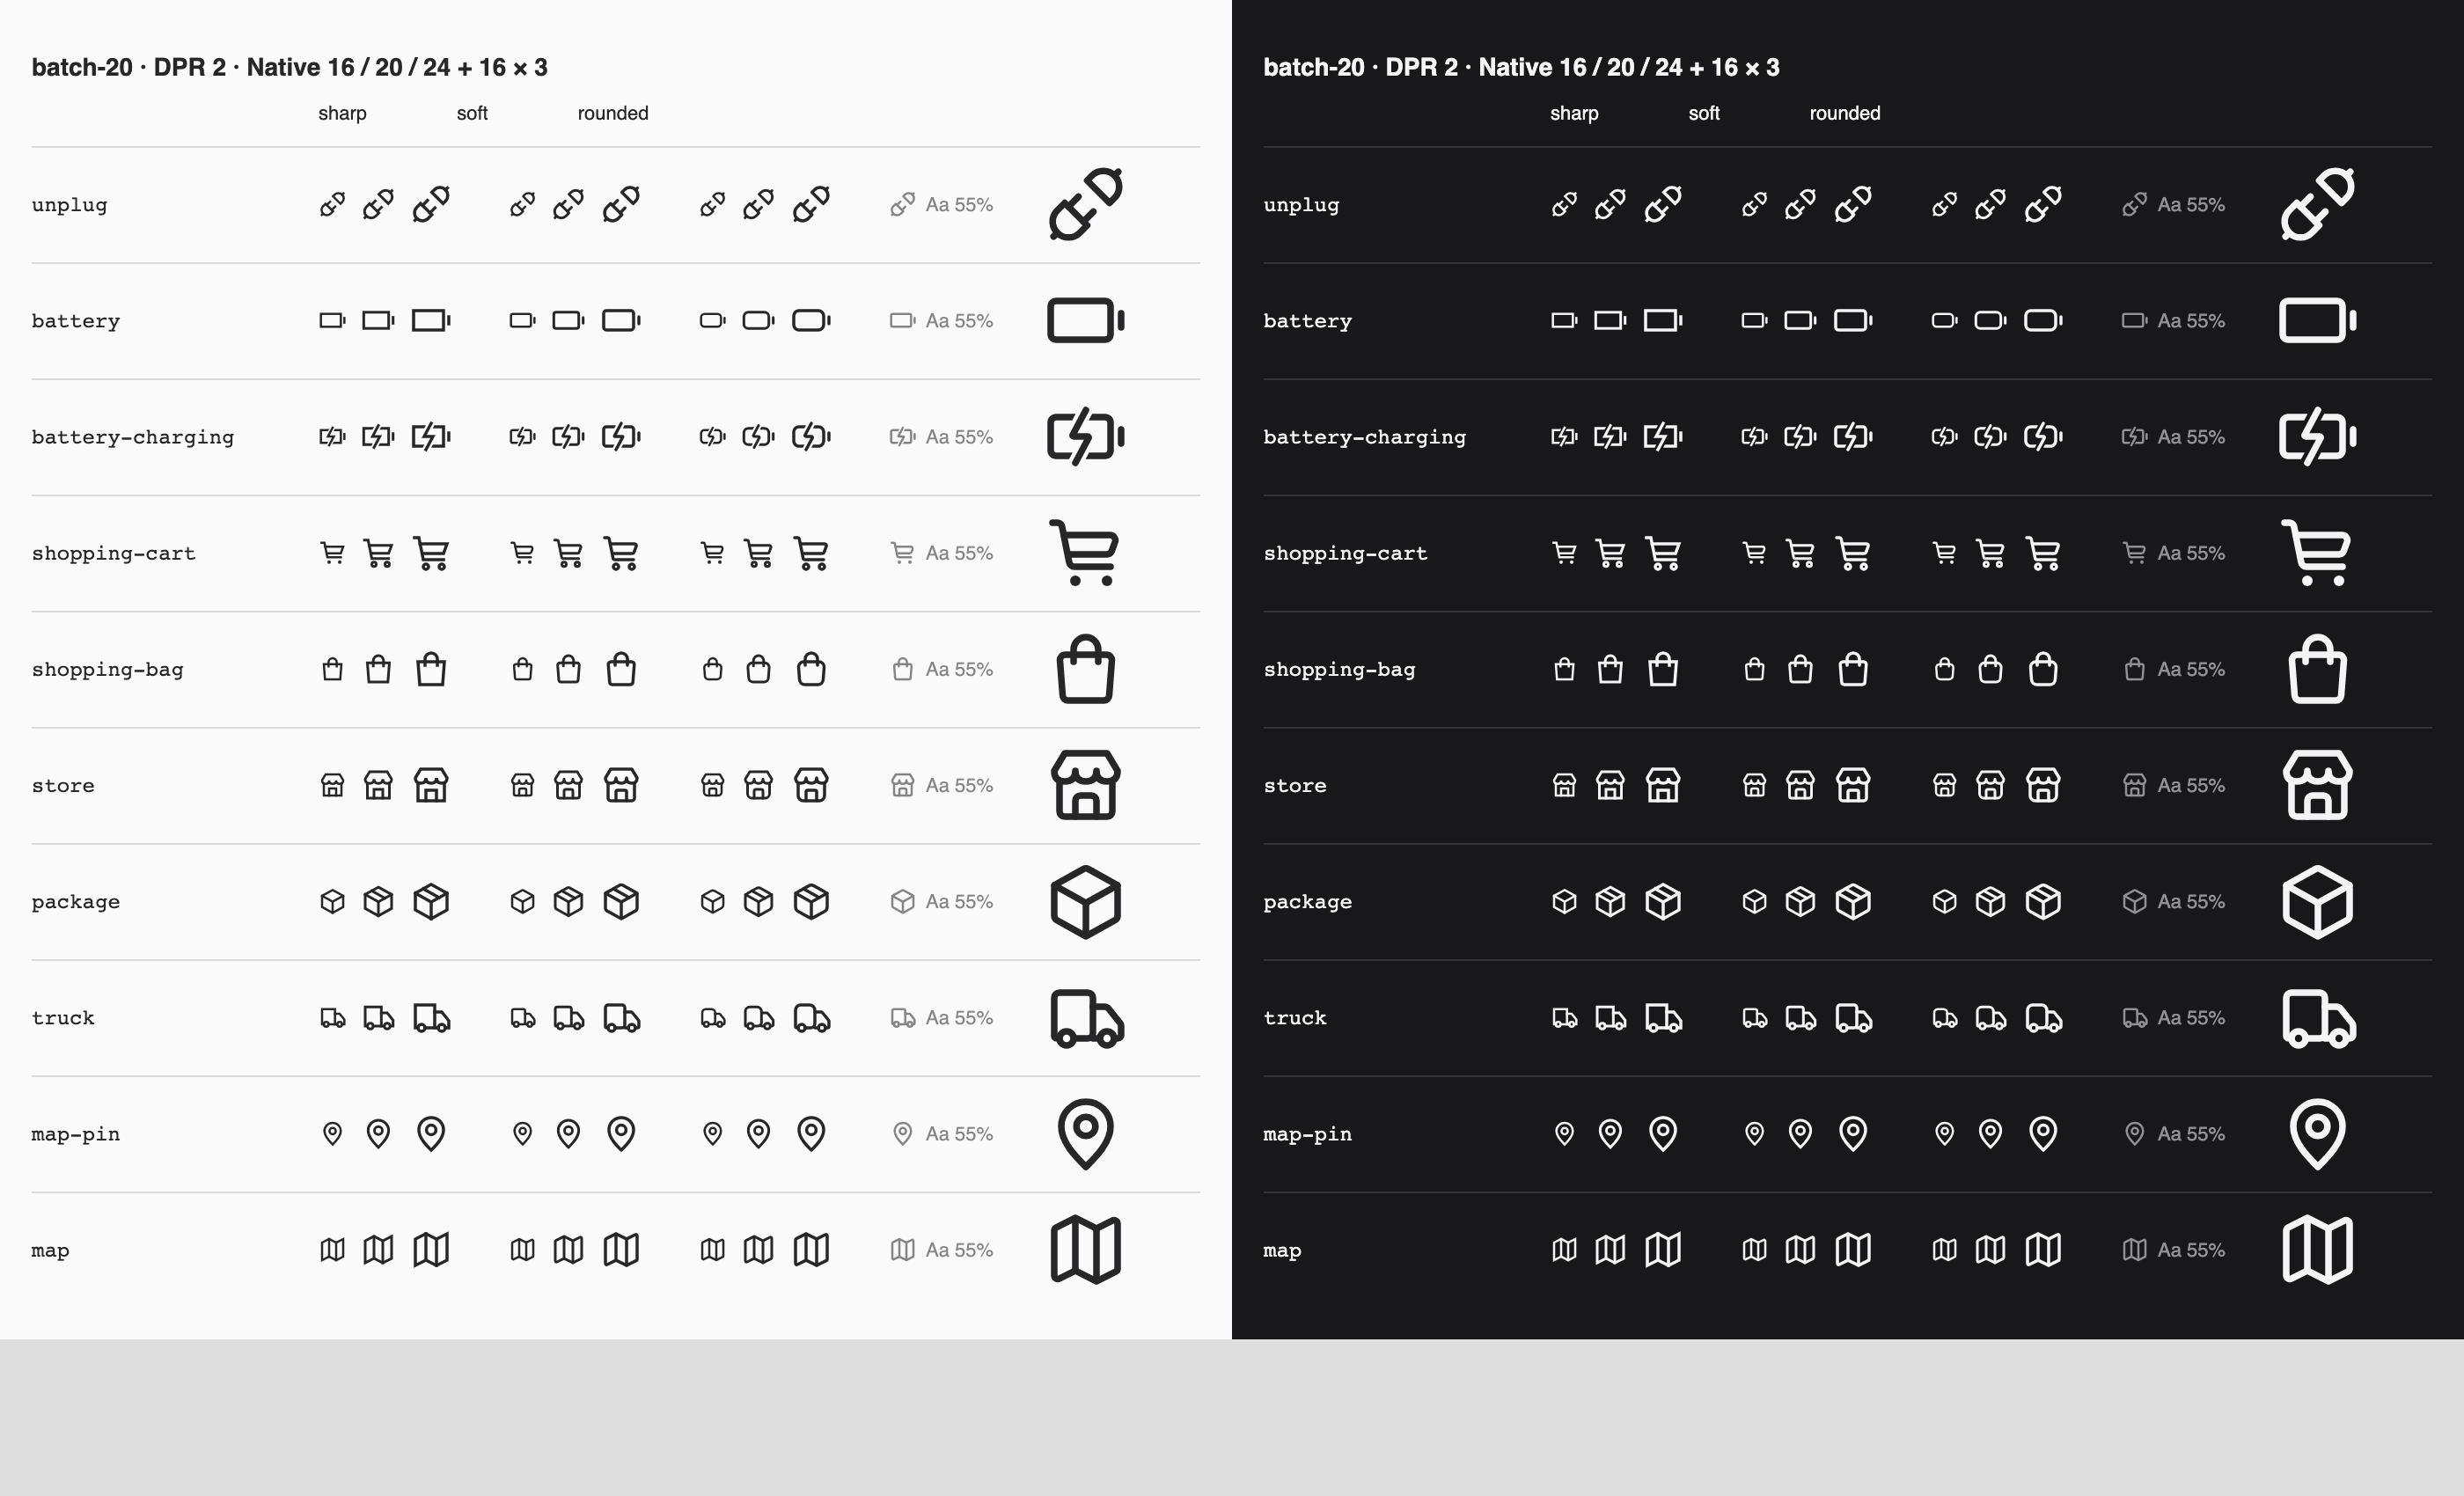 batch-20 · DPR 2 · Native 16 / 20 / 24 + 16 × 3
sharp soft rounded
unplug Aa 55%
battery Aa 55%
battery-charging Aa 55%
shopping-cart Aa 55%
shopping-bag Aa 55%
store Aa 55%
package Aa 55%
truck Aa 55%
map-pin Aa 55%
map Aa 55%
batch-20 · DPR 2 · Native 16 / 20 / 24 + 16 × 3
sharp soft rounded
unplug Aa 55%
battery Aa 55%
battery-charging Aa 55%
shopping-cart Aa 55%
shopping-bag Aa 55%
store Aa 55%
package Aa 55%
truck Aa 55%
map-pin Aa 55%
map Aa 55%